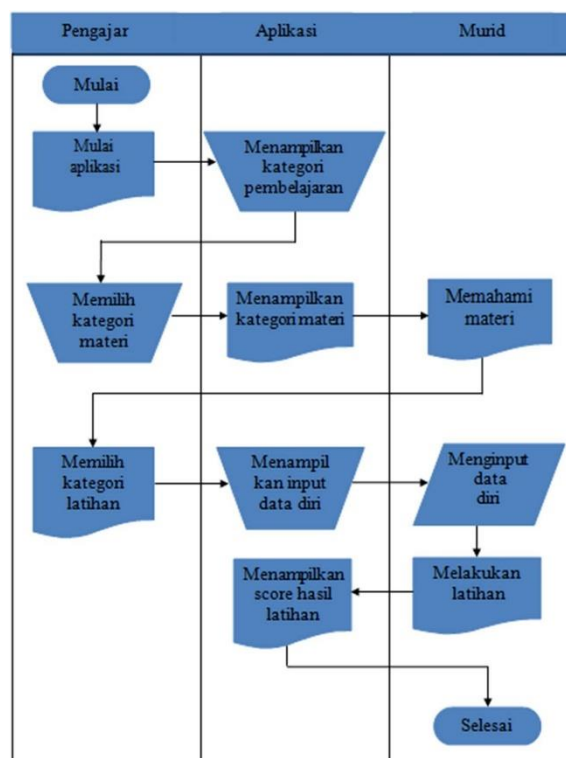 Pengajar
Aplikasi
Murid
Mulai
Mulai
aplikasi
Menampilkan
kategori
pembelajaran
Memilih
kategori
materi
Menampilkan
kategori materi
Memahami
materi
Memilih
kategori
latihan
Menampil
kan input
data diri
Menginput
data
diri
Menampilkan
score hasil
latihan
Melakukan
latihan
Selesai